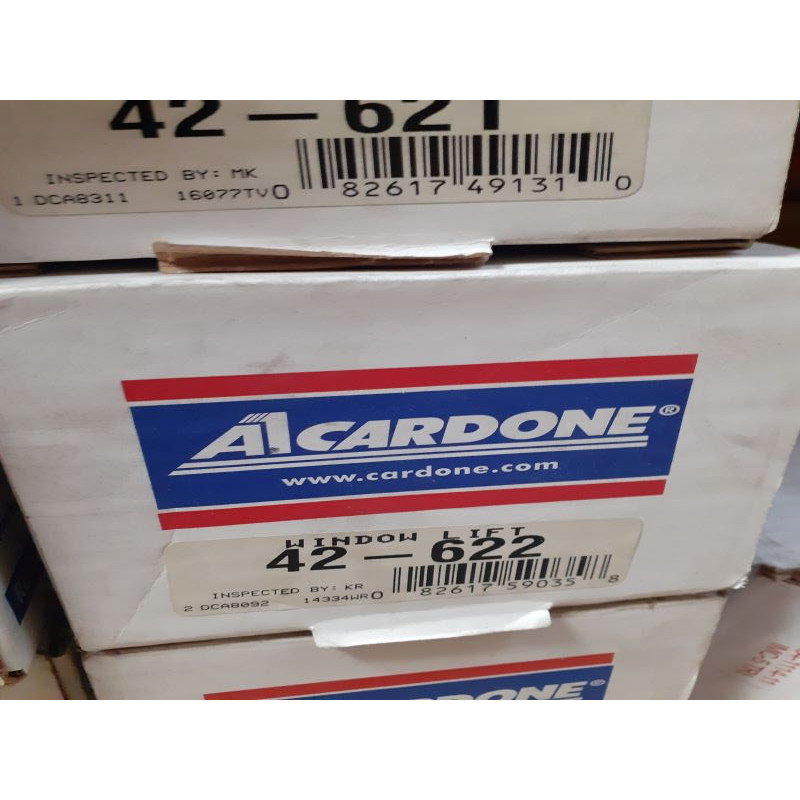 42-621
INSPECTED BY: MK
1 DCA8311 16077TV
0 82617 49131 0
A1 CARDONE®
www.cardone.com
WINDOW LIFT
42-622
INSPECTED BY: KR
2 DCA8092 14334WR
0 82617 59035 8
A1 CARDONE®